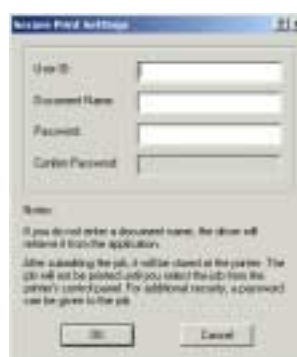 Secure Print Settings
User ID:
Document Name:
Password:
Confirm Password:
Notes:
If you do not enter a document name, the driver will
retrieve it from the application.
After submitting the job, it will be stored at the printer. The
job will not be printed until you select the job from the
printer's control panel. For additional security, a password
can be given to the job.
OK
Cancel